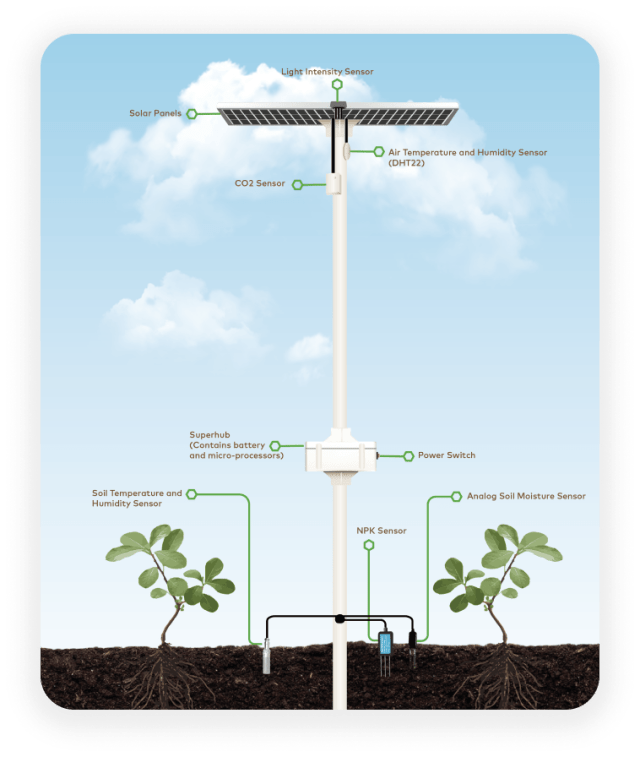 Light Intensity Sensor
Solar Panels
Air Temperature and Humidity Sensor
(DHT22)
CO2 Sensor
Superhub
(Contains battery
and micro-processors)
Power Switch
Soil Temperature and
Humidity Sensor
Analog Soil Moisture Sensor
NPK Sensor